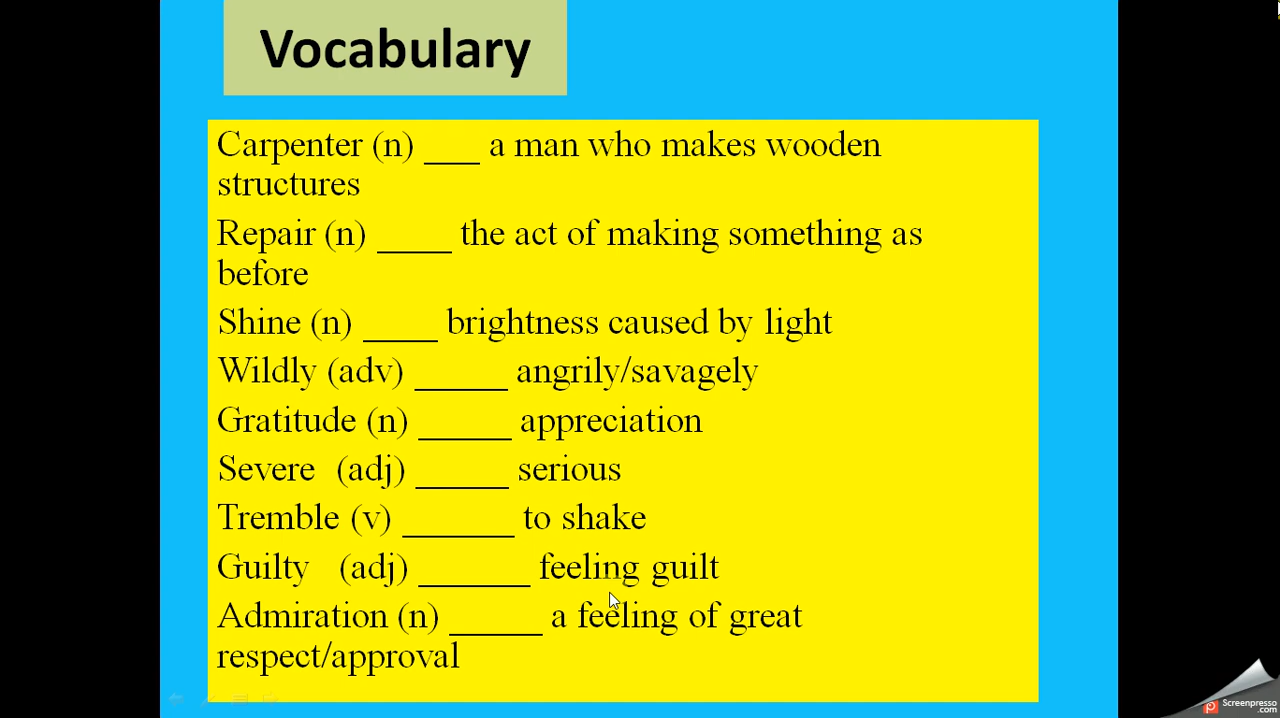 Vocabulary
Carpenter (n) ___ a man who makes wooden
structures
Repair (n) ____ the act of making something as
before
Shine (n) ____ brightness caused by light
Wildly (adv) _____ angrily/savagely
Gratitude (n) _____ appreciation
Severe (adj) _____ serious
Tremble (v) ______ to shake
Guilty (adj) ______ feeling guilt
Admiration (n) _____ a feeling of great
respect/approval
Screenpresso
.com